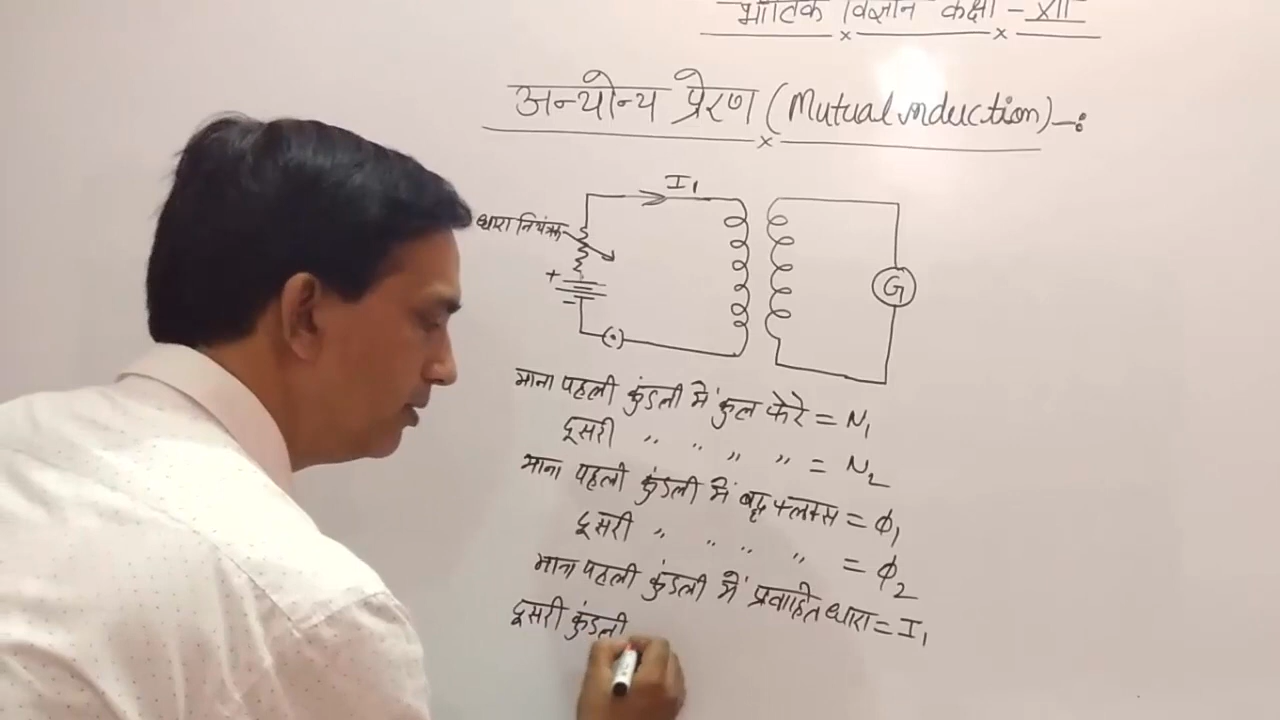 भौतिक विज्ञान कक्षा - XII
अन्योन्य प्रेरण (Mutual induction) -:
I₁
धारा नियंत्रक
+
-
G
माना पहली कुंडली में कुल फेरे = N₁
दूसरी ,, ,, ,, ,, = N₂
माना पहली कुंडली में बद्ध फ्लक्स = ϕ₁
दूसरी ,, ,, ,, ,, = ϕ₂
माना पहली कुंडली में प्रवाहित धारा = I₁
दूसरी कुंडली